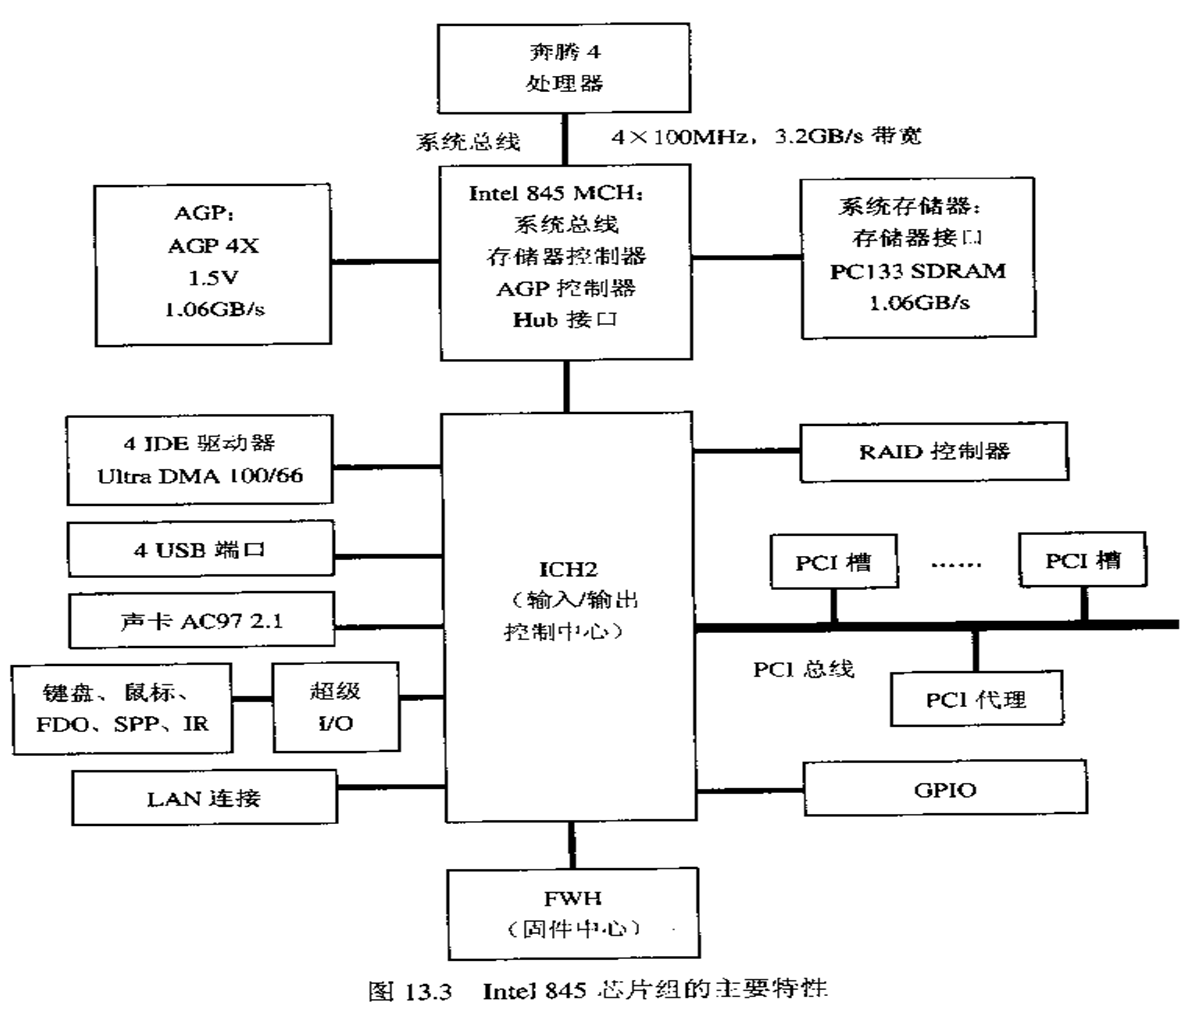 奔腾 4
处理器
系统总线
4×100MHz，3.2GB/s 带宽
AGP：
AGP 4X
1.5V
1.06GB/s
Intel 845 MCH：
系统总线
存储器控制器
AGP 控制器
Hub 接口
系统存储器：
存储器接口
PC133 SDRAM
1.06GB/s
4 IDE 驱动器
Ultra DMA 100/66
RAID 控制器
4 USB 端口
ICH2
（输入/输出
控制中心）
PCI 槽
……
PCI 槽
声卡 AC97 2.1
PCI 总线
键盘、鼠标、
FDO、SPP、IR
超级
I/O
PCI 代理
LAN 连接
GPIO
FWH
（固件中心）
图 13.3 Intel 845 芯片组的主要特性